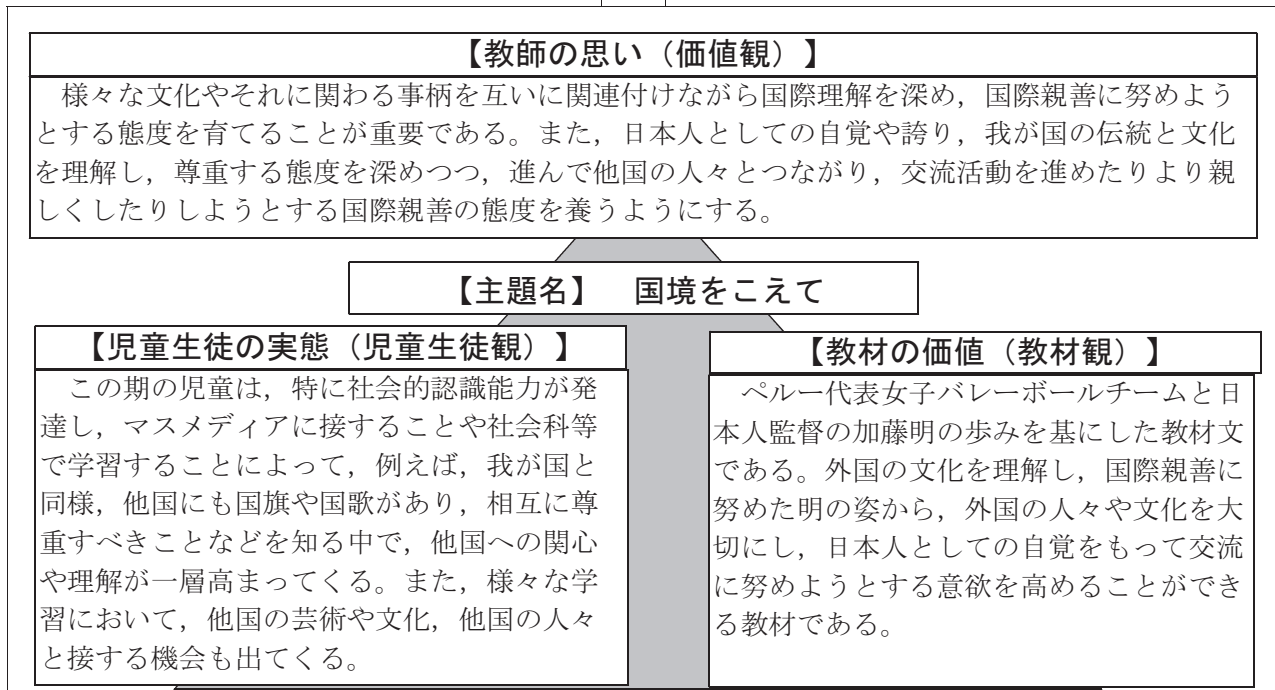 【教師の思い（価値観）】
様々な文化やそれに関わる事柄を互いに関連付けながら国際理解を深め，国際親善に努めよう
とする態度を育てることが重要である。また，日本人としての自覚や誇り，我が国の伝統と文化
を理解し，尊重する態度を深めつつ，進んで他国の人々とつながり，交流活動を進めたりより親
しくしたりしようとする国際親善の態度を養うようにする。
【主題名】　国境をこえて
【児童生徒の実態（児童生徒観）】
この期の児童は，特に社会的認識能力が発
達し，マスメディアに接することや社会科等
で学習することによって，例えば，我が国と
同様，他国にも国旗や国歌があり，相互に尊
重すべきことなどを知る中で，他国への関心
や理解が一層高まってくる。また，様々な学
習において，他国の芸術や文化，他国の人々
と接する機会も出てくる。
【教材の価値（教材観）】
ペルー代表女子バレーボールチームと日
本人監督の加藤明の歩みを基にした教材文
である。外国の文化を理解し，国際親善に
努めた明の姿から，外国の人々や文化を大
切にし，日本人としての自覚をもって交流
に努めようとする意欲を高めることができ
る教材である。